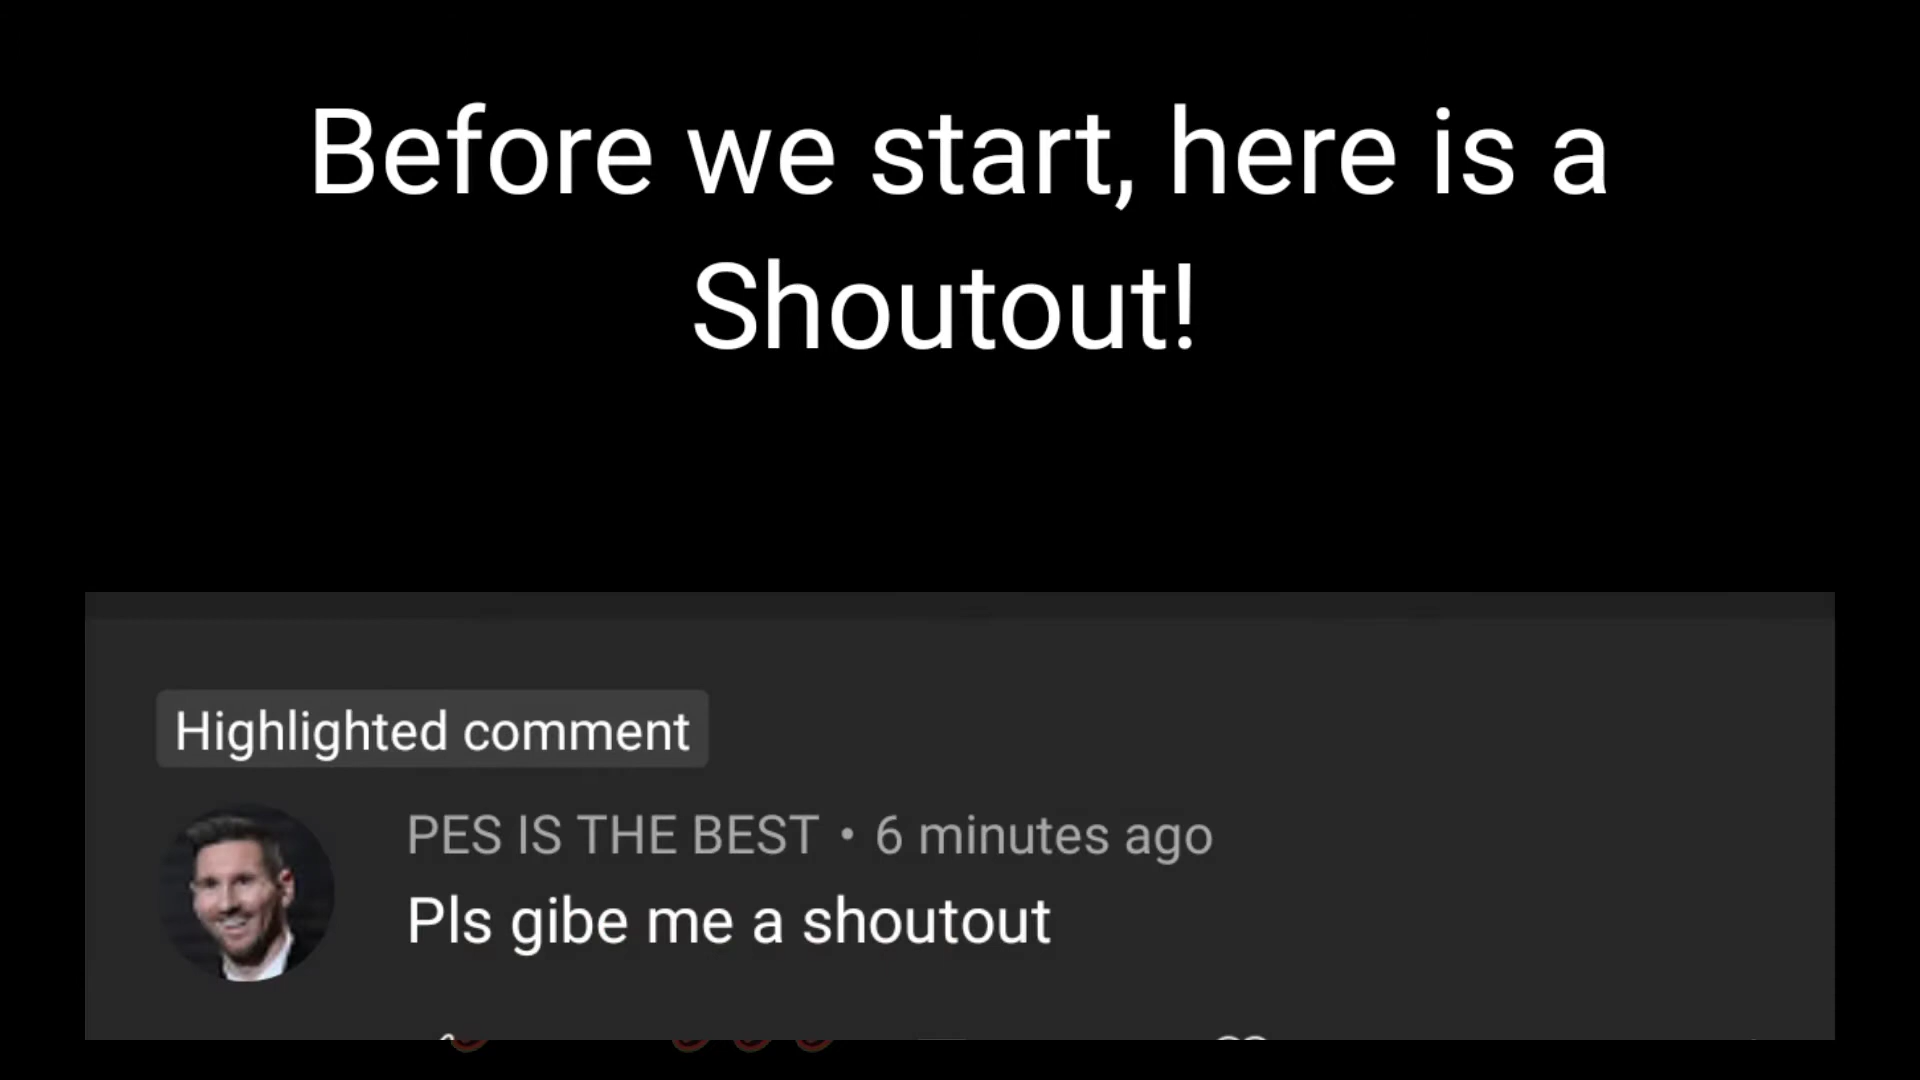 Before we start, here is a
Shoutout!
Highlighted comment
PES IS THE BEST • 6 minutes ago
Pls gibe me a shoutout